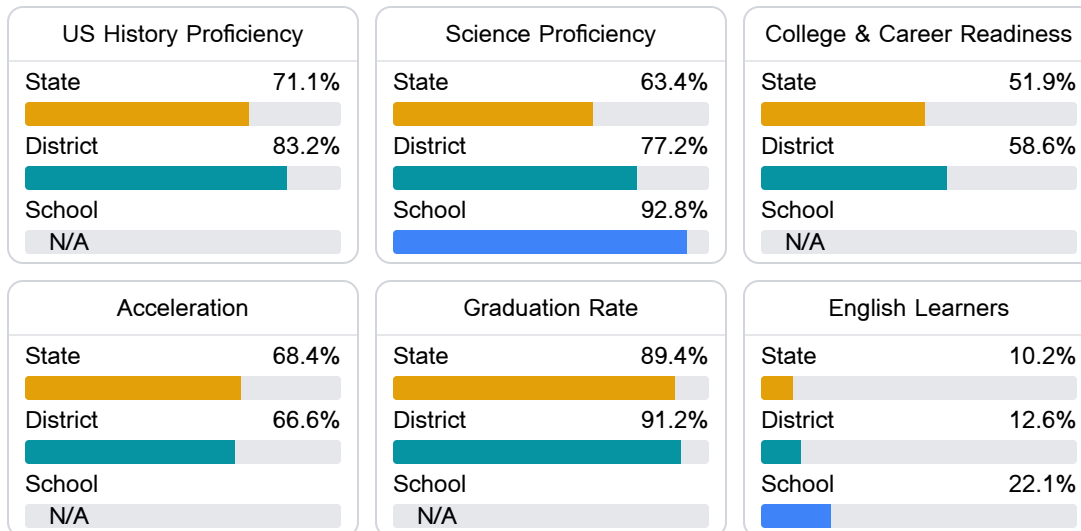 US History Proficiency
State 71.1%
District 83.2%
School
N/A
Science Proficiency
State 63.4%
District 77.2%
School 92.8%
College & Career Readiness
State 51.9%
District 58.6%
School
N/A
Acceleration
State 68.4%
District 66.6%
School
N/A
Graduation Rate
State 89.4%
District 91.2%
School
N/A
English Learners
State 10.2%
District 12.6%
School 22.1%